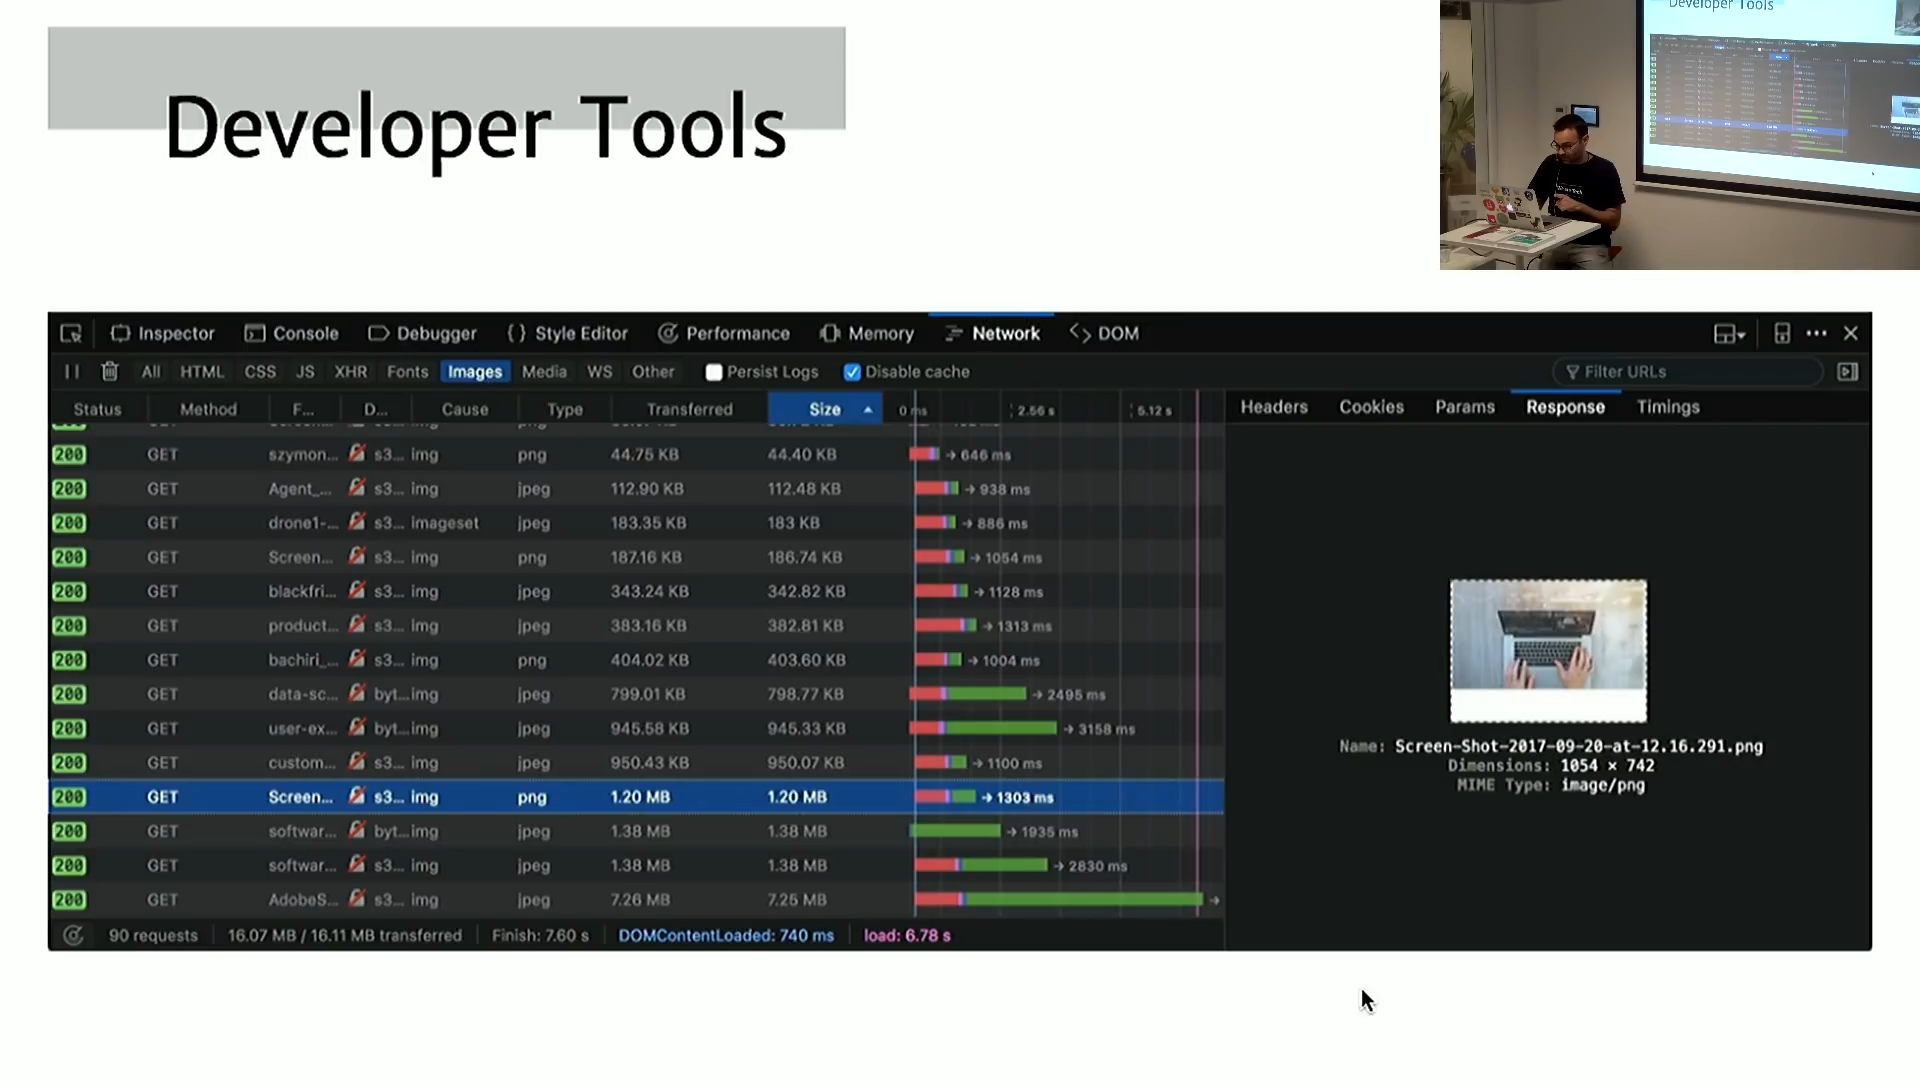 Developer Tools
Developer Tools
Inspector Console Debugger { } Style Editor Performance Memory Network DOM
All HTML CSS JS XHR Fonts Images Media WS Other Persist Logs Disable cache Filter URLs
Status Method F... D... Cause Type Transferred Size 0 ms 2.56 s 5.12 s Headers Cookies Params Response Timings
200 GET szymon... s3... img png 44.75 KB 44.40 KB → 646 ms
200 GET Agent_... s3... img jpeg 112.90 KB 112.48 KB → 938 ms
200 GET drone1-... s3... imageset jpeg 183.35 KB 183 KB → 886 ms
200 GET Screen... s3... img png 187.16 KB 186.74 KB → 1054 ms
200 GET blackfri... s3... img jpeg 343.24 KB 342.82 KB → 1128 ms
200 GET product... s3... img jpeg 383.16 KB 382.81 KB → 1313 ms
200 GET bachiri_... s3... img png 404.02 KB 403.60 KB → 1004 ms
200 GET data-sc... byt... img jpeg 799.01 KB 798.77 KB → 2495 ms
200 GET user-ex... byt... img jpeg 945.58 KB 945.33 KB → 3158 ms
200 GET custom... s3... img jpeg 950.43 KB 950.07 KB → 1100 ms
200 GET Screen... s3... img png 1.20 MB 1.20 MB → 1303 ms
200 GET softwar... byt... img jpeg 1.38 MB 1.38 MB → 1935 ms
200 GET softwar... s3... img jpeg 1.38 MB 1.38 MB → 2830 ms
200 GET AdobeS... s3... img jpeg 7.26 MB 7.25 MB →
90 requests 16.07 MB / 16.11 MB transferred Finish: 7.60 s DOMContentLoaded: 740 ms load: 6.78 s
Name: Screen-Shot-2017-09-20-at-12.16.291.png
Dimensions: 1054 × 742
MIME Type: image/png